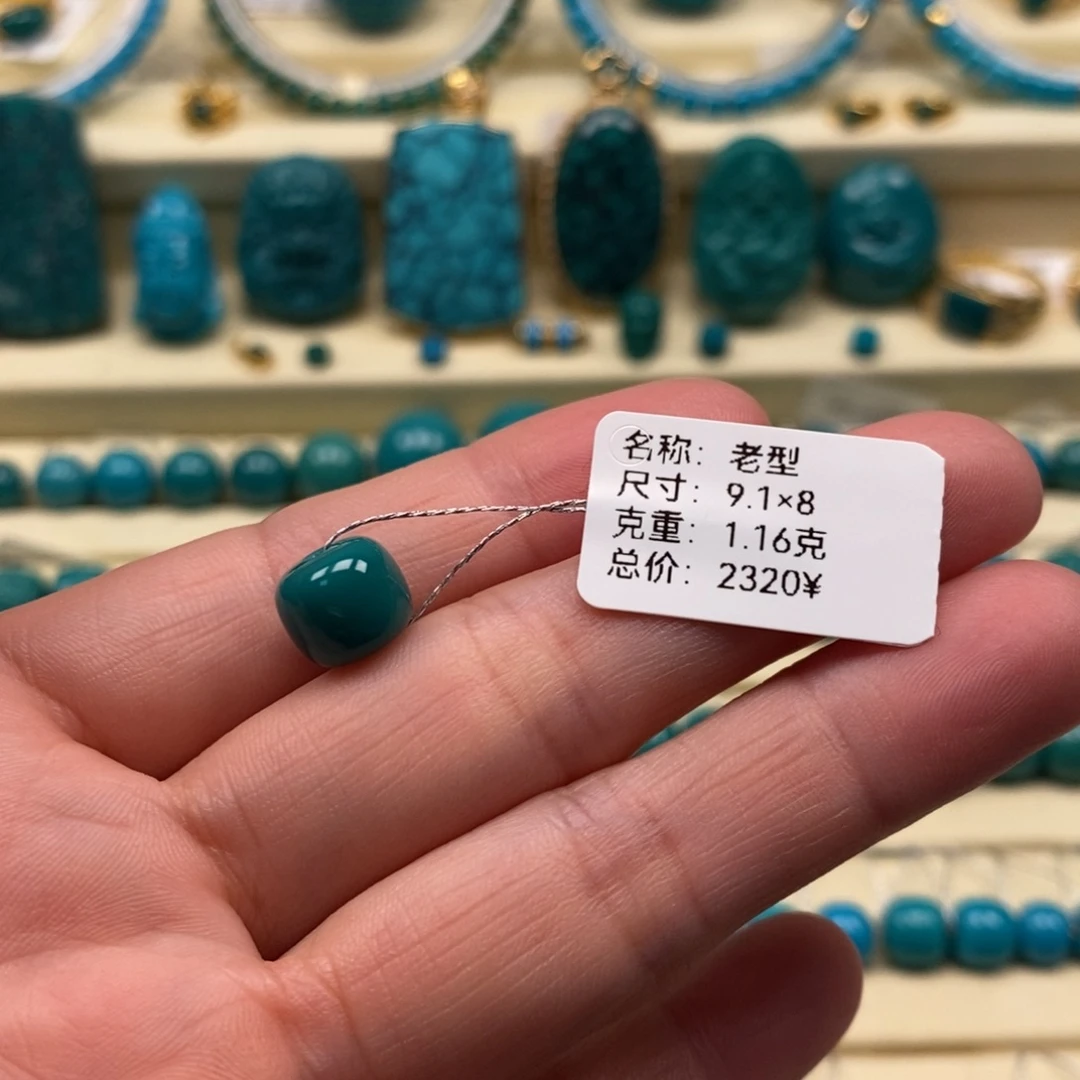 名称: 老型
尺寸: 9.1×8
克重: 1.16克
总价: 2320¥